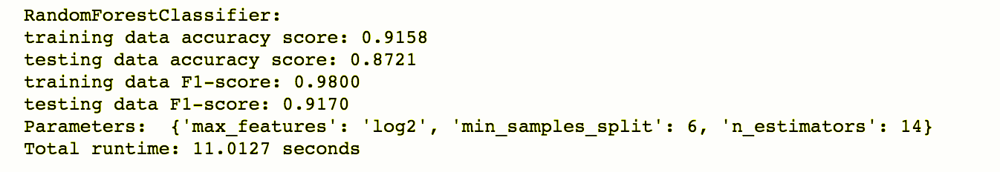 RandomForestClassifier:
training data accuracy score: 0.9158
testing data accuracy score: 0.8721
training data F1-score: 0.9800
testing data F1-score: 0.9170
Parameters:  {'max_features': 'log2', 'min_samples_split': 6, 'n_estimators': 14}
Total runtime: 11.0127 seconds